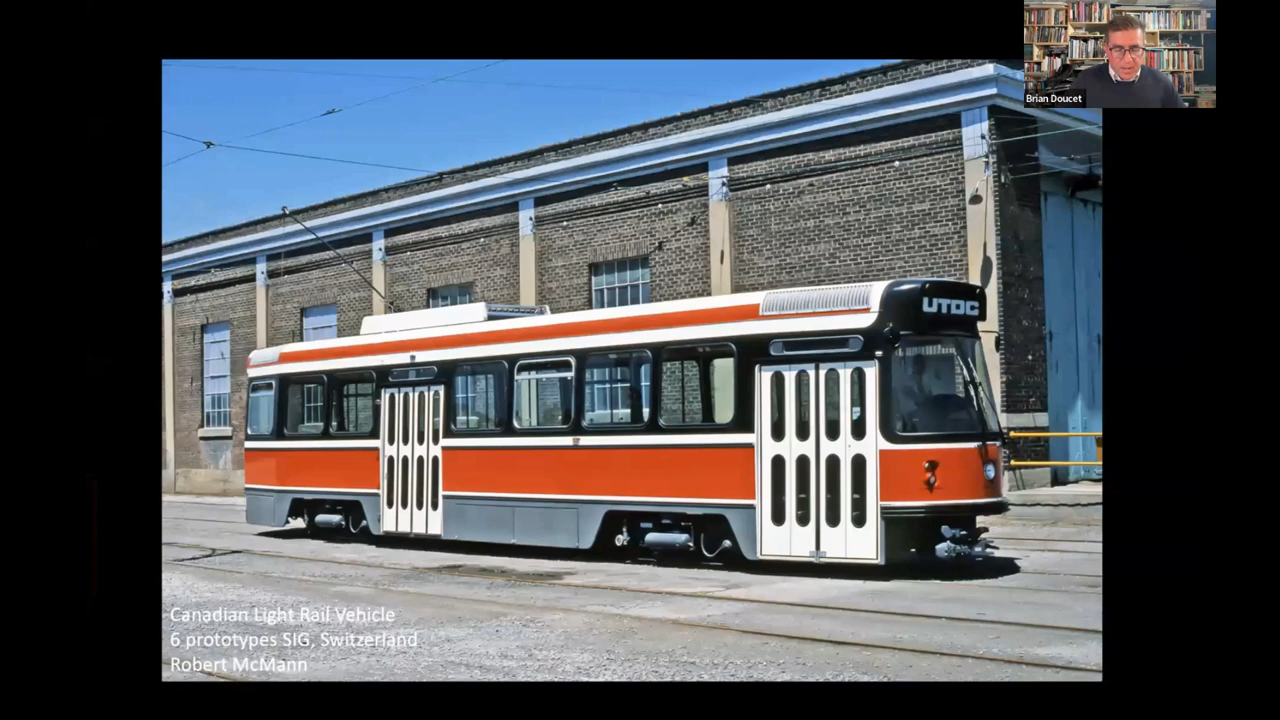 Brian Doucet
UTDC
Canadian Light Rail Vehicle
6 prototypes SIG, Switzerland
Robert McMann